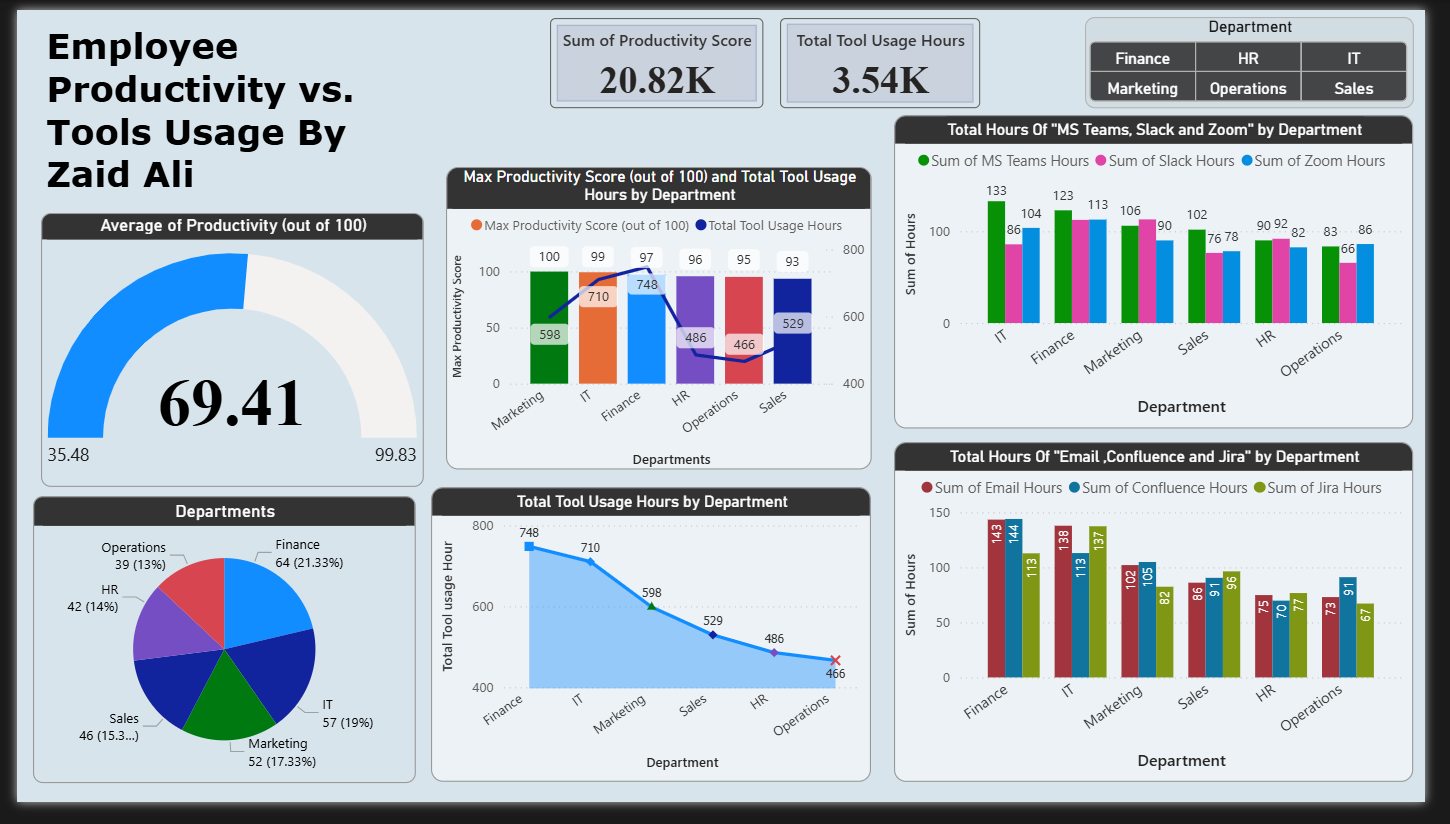 Employee
Productivity vs.
Tools Usage By
Zaid Ali
Sum of Productivity Score
20.82K
Total Tool Usage Hours
3.54K
Department
Finance HR IT
Marketing Operations Sales
Average of Productivity (out of 100)
69.41
35.48 99.83
Departments
Operations
39 (13%)
Finance
64 (21.33%)
HR
42 (14%)
IT
57 (19%)
Sales
46 (15.3...)
Marketing
52 (17.33%)
Max Productivity Score (out of 100) and Total Tool Usage
Hours by Department
Max Productivity Score (out of 100) Total Tool Usage Hours
Max Productivity Score
100
50
0
800
600
400
100 99 97 96 95 93
598 710 748 486 466 529
Marketing IT Finance HR Operations Sales
Departments
Total Tool Usage Hours by Department
Total Tool usage Hour
800
600
400
748 710 598 529 486 466
Finance IT Marketing Sales HR Operations
Department
Total Hours Of "MS Teams, Slack and Zoom" by Department
Sum of MS Teams Hours Sum of Slack Hours Sum of Zoom Hours
Sum of Hours
100
0
133 86 104 123 113 106 90 102 76 78 90 92 82 83 66 86
IT Finance Marketing Sales HR Operations
Department
Total Hours Of "Email ,Confluence and Jira" by Department
Sum of Email Hours Sum of Confluence Hours Sum of Jira Hours
Sum of Hours
150
100
50
0
143 144 113 138 113 137 102 105 82 86 91 96 75 70 77 73 91 67
Finance IT Marketing Sales HR Operations
Department